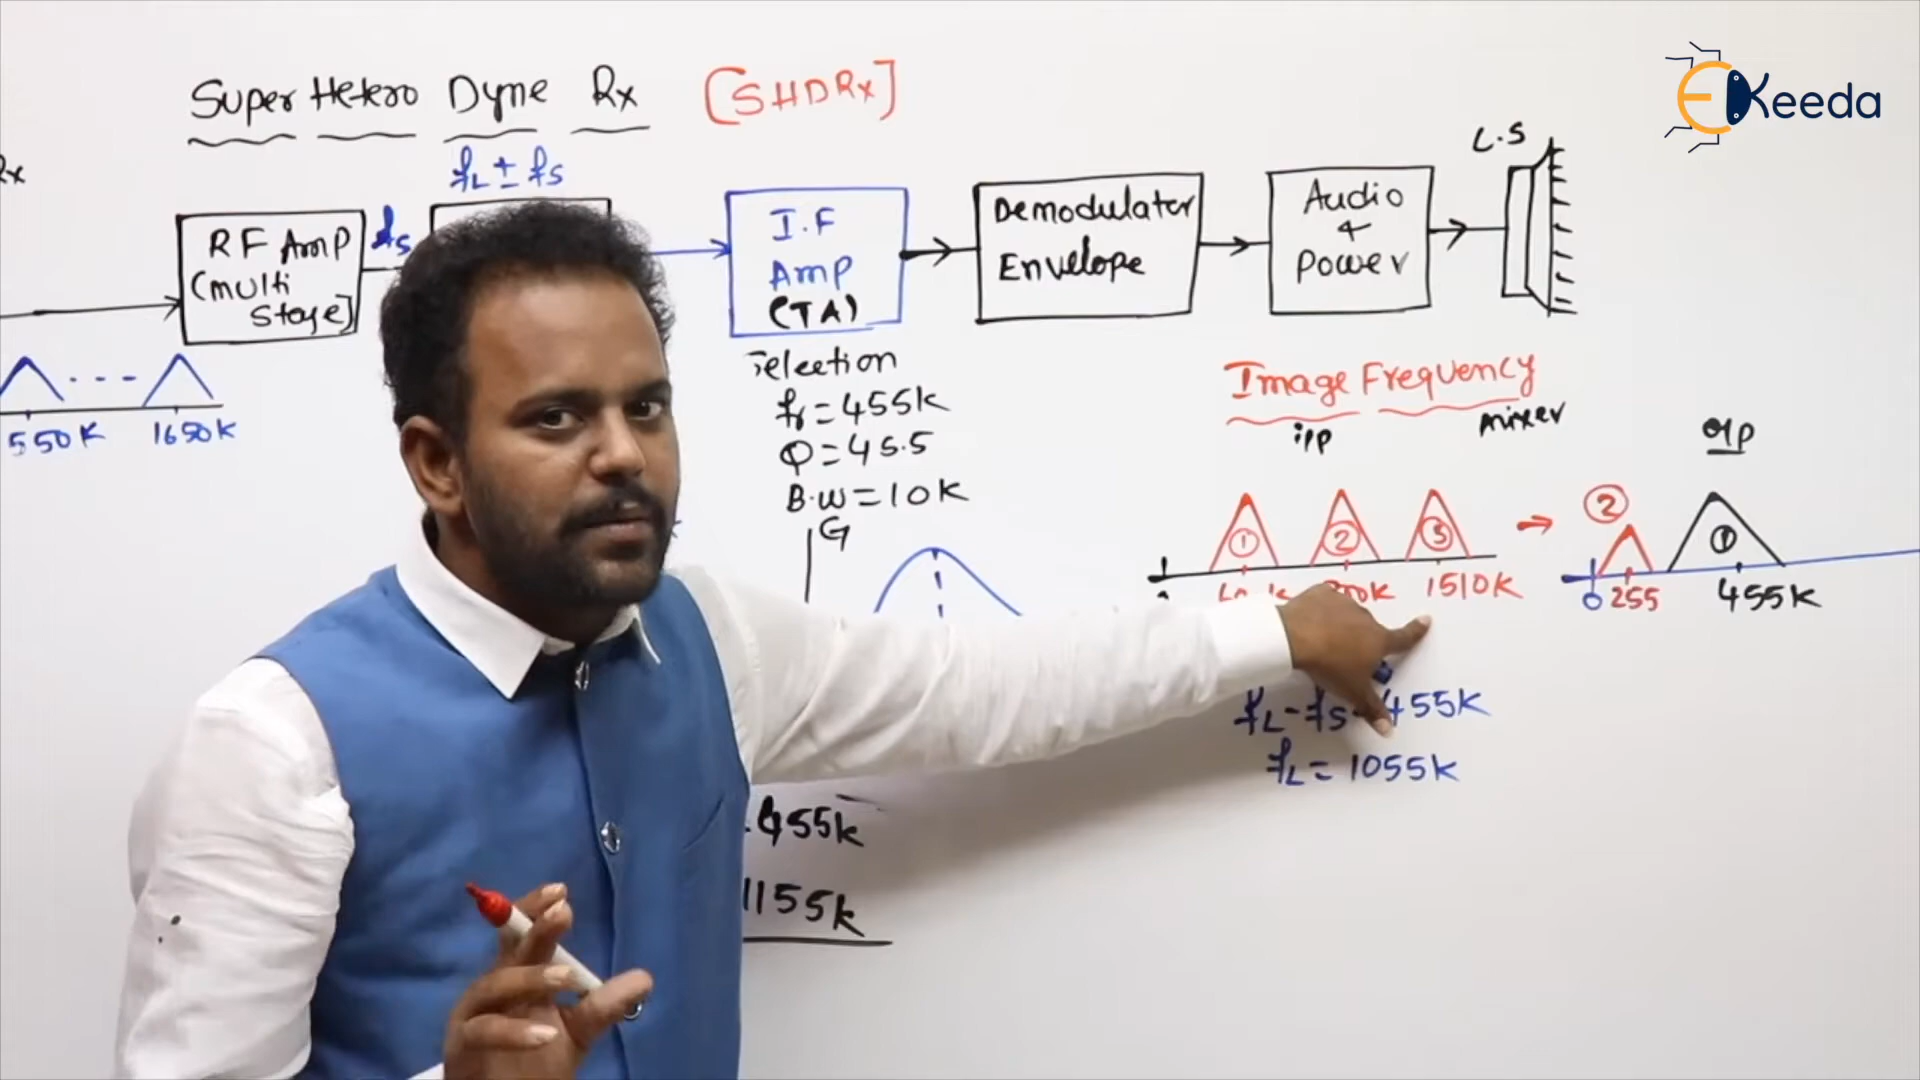 Super Hetero Dyne Rx [SHDRx]
EKeeda
Rx
fL ± fS
L.S
RF Amp
(multi
Stage]
fs
I.F
Amp
(TA)
Demodulator
Envelope
Audio
+
Power
550K
1650K
Selection
fr = 455K
Q = 45.5
B.W = 10K
G
Image Frequency
i/p
mixer
o/p
1
2
3
→
2
1
1510K
0
255
455K
fL - fS = 455K
fL = 1055K
455K
1155K